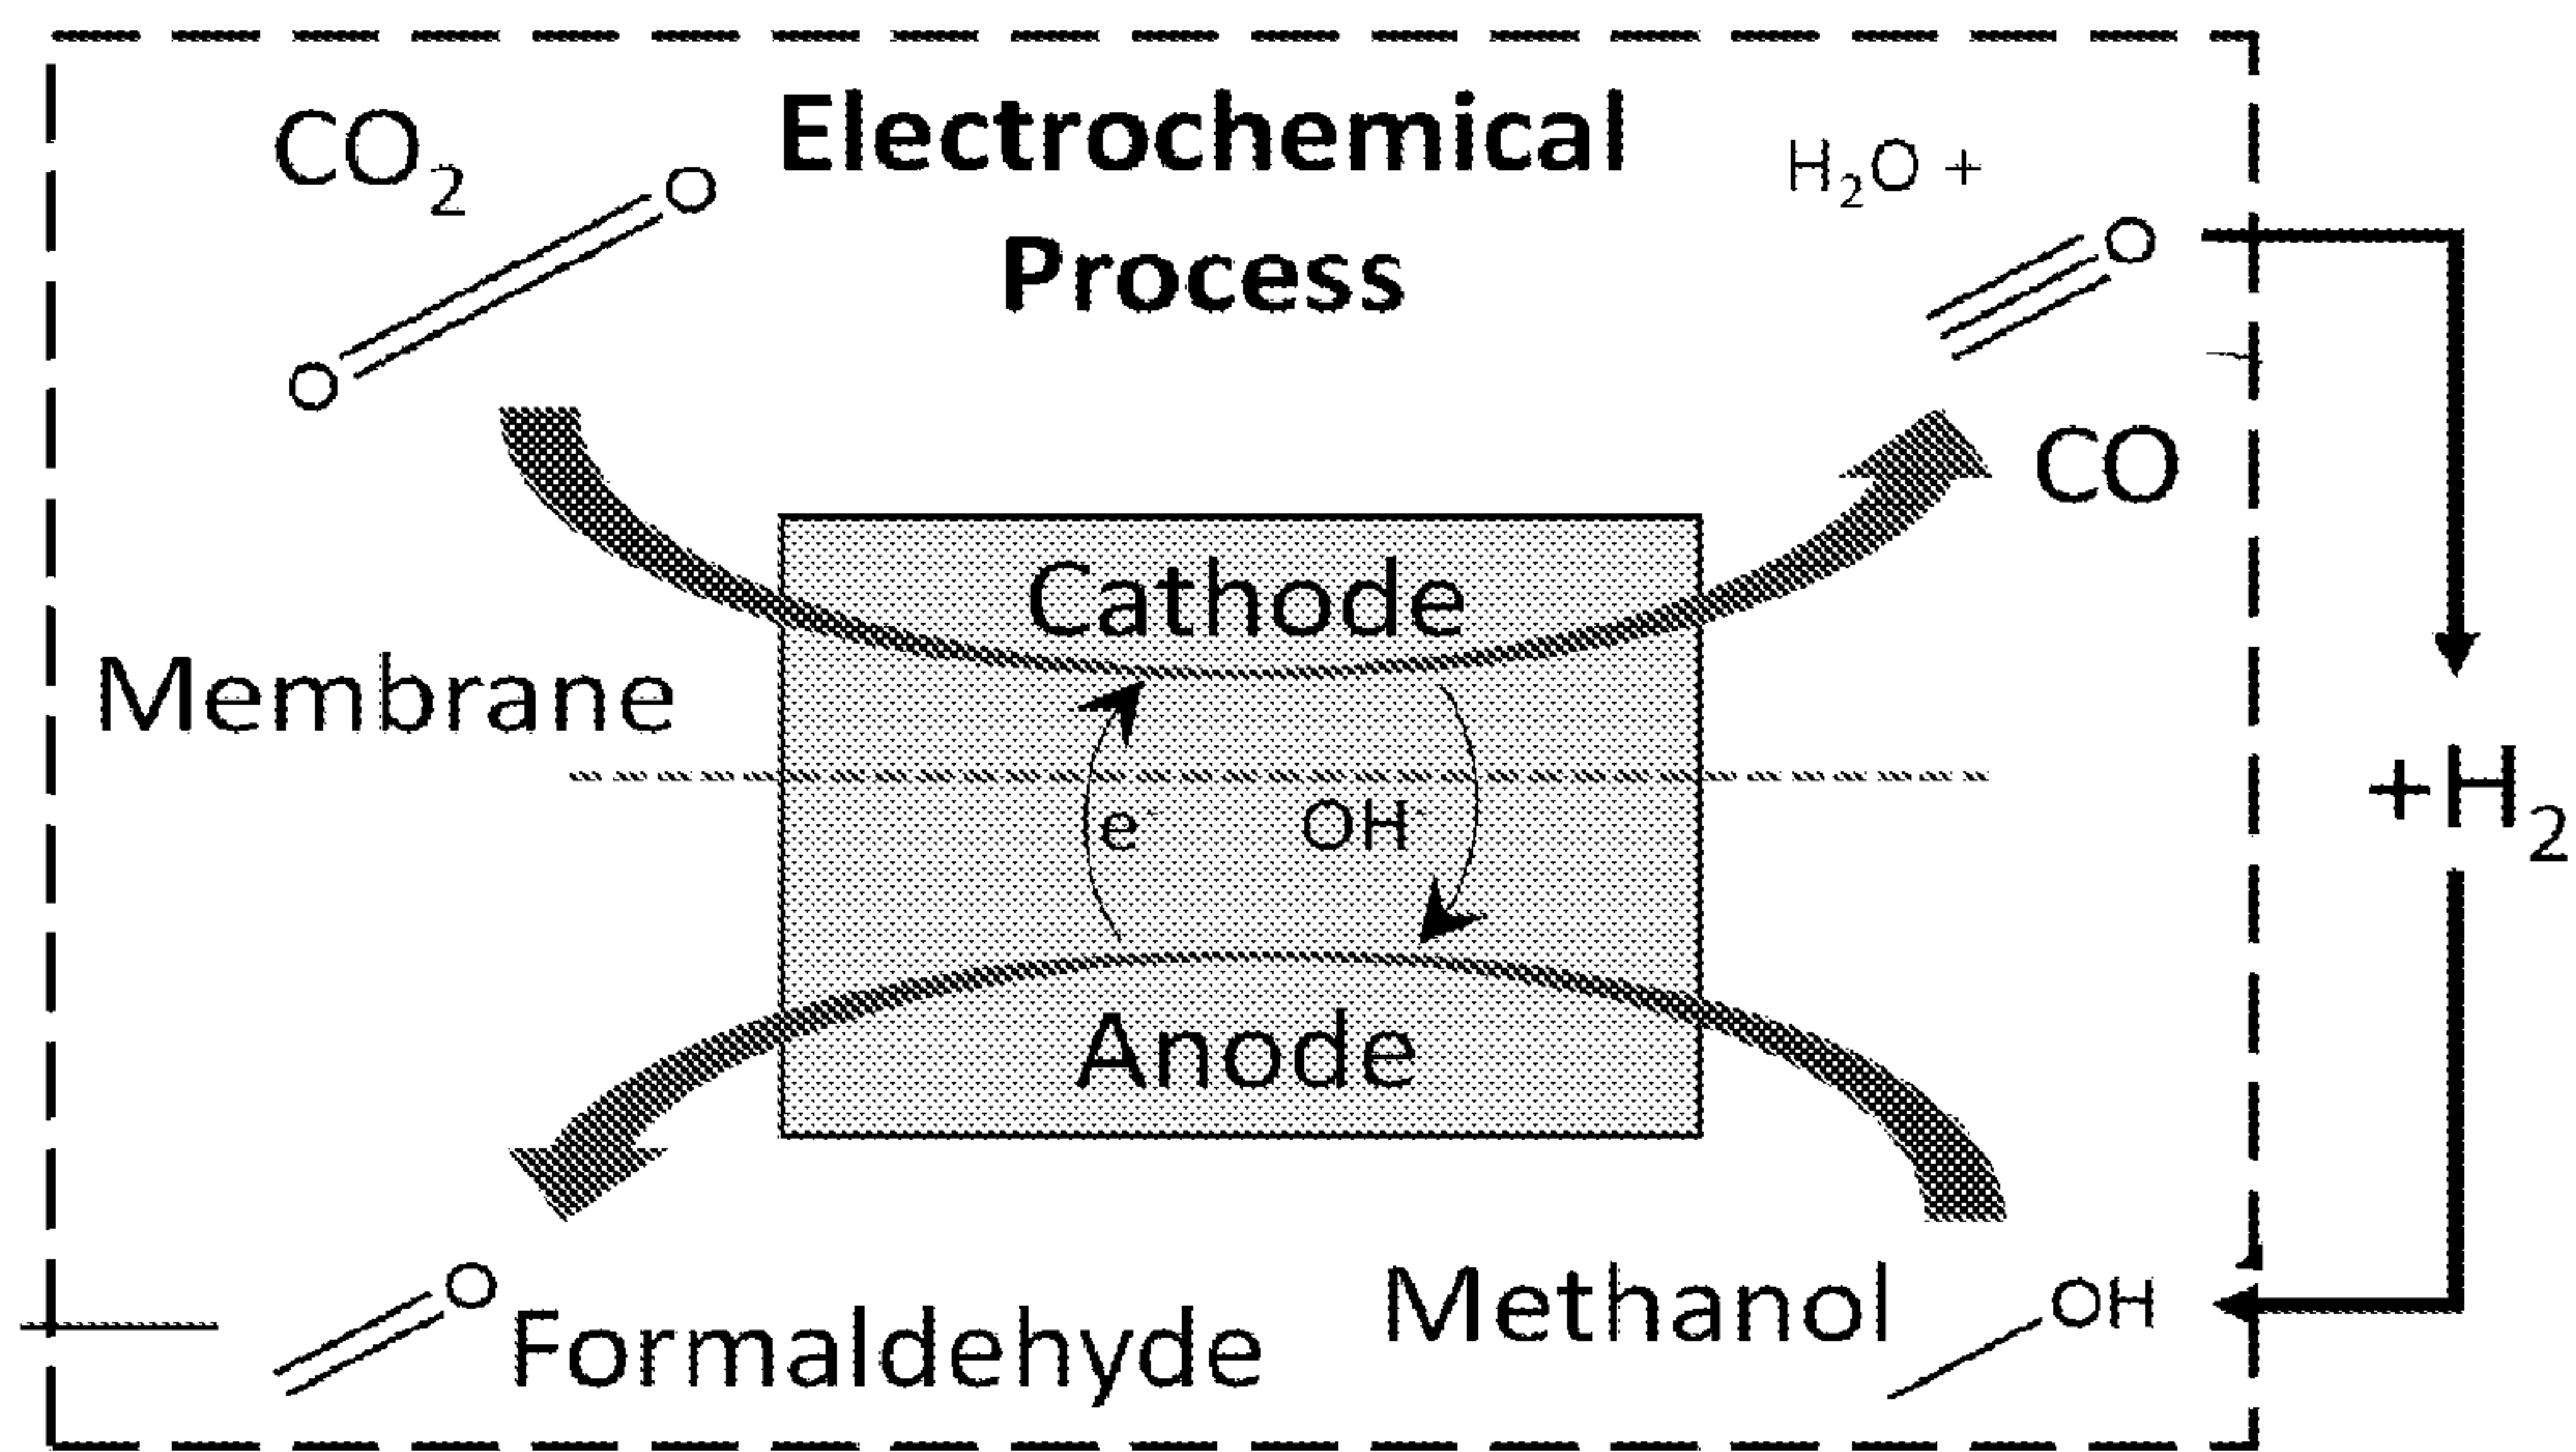 CO₂
Electrochemical
Process
H₂O +
O
O
O
CO
Cathode
Membrane
e⁻
OH⁻
+H₂
Anode
O
Formaldehyde
Methanol
OH